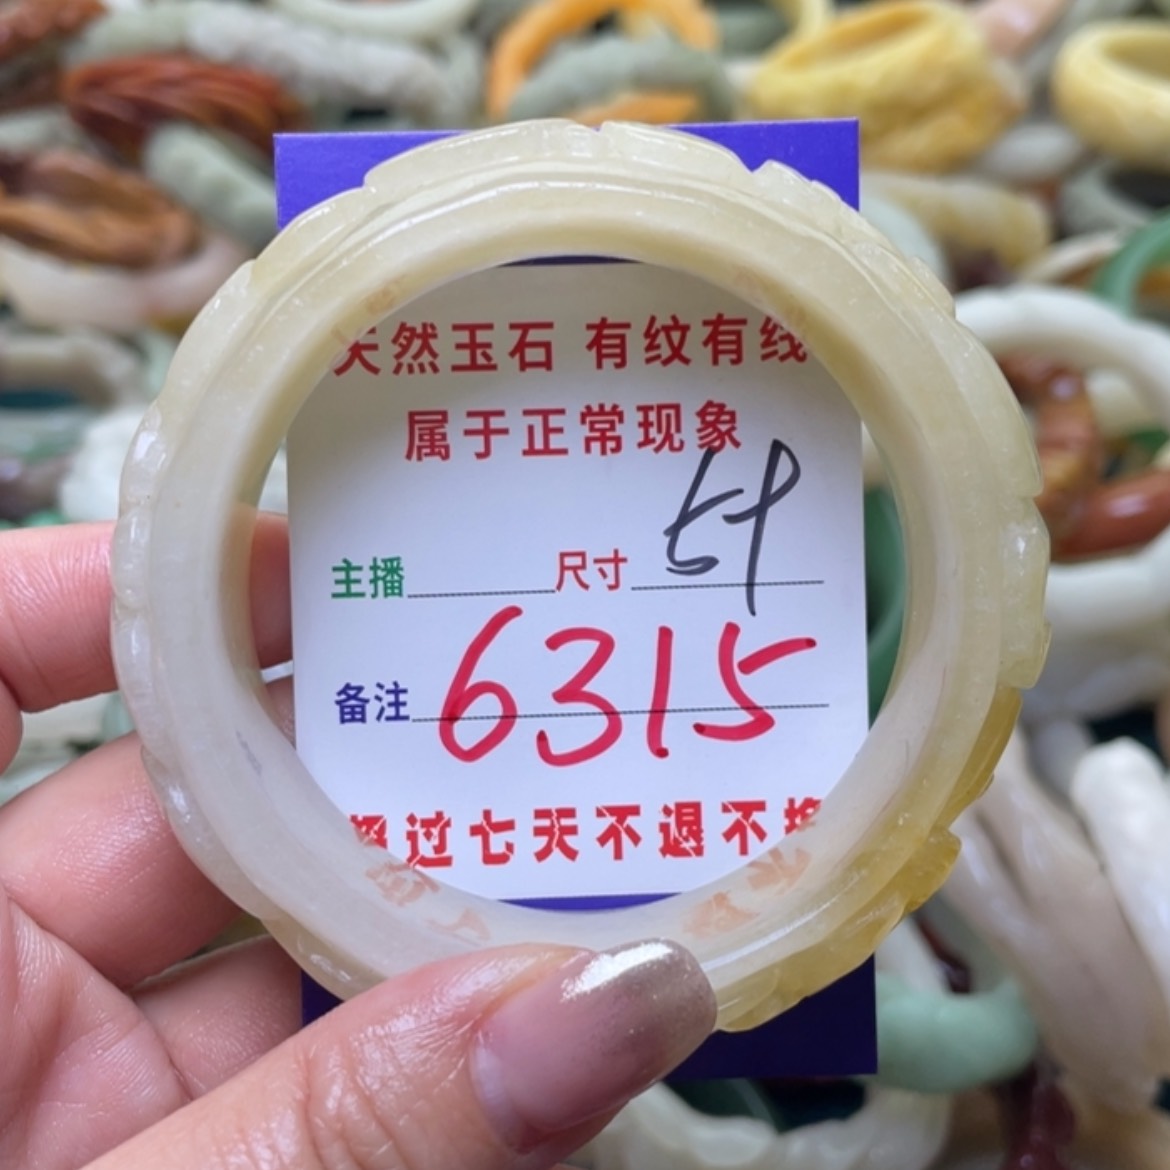 天然玉石 有纹有线
属于正常现象
主播 尺寸 59
备注 6315
超过七天不退不换